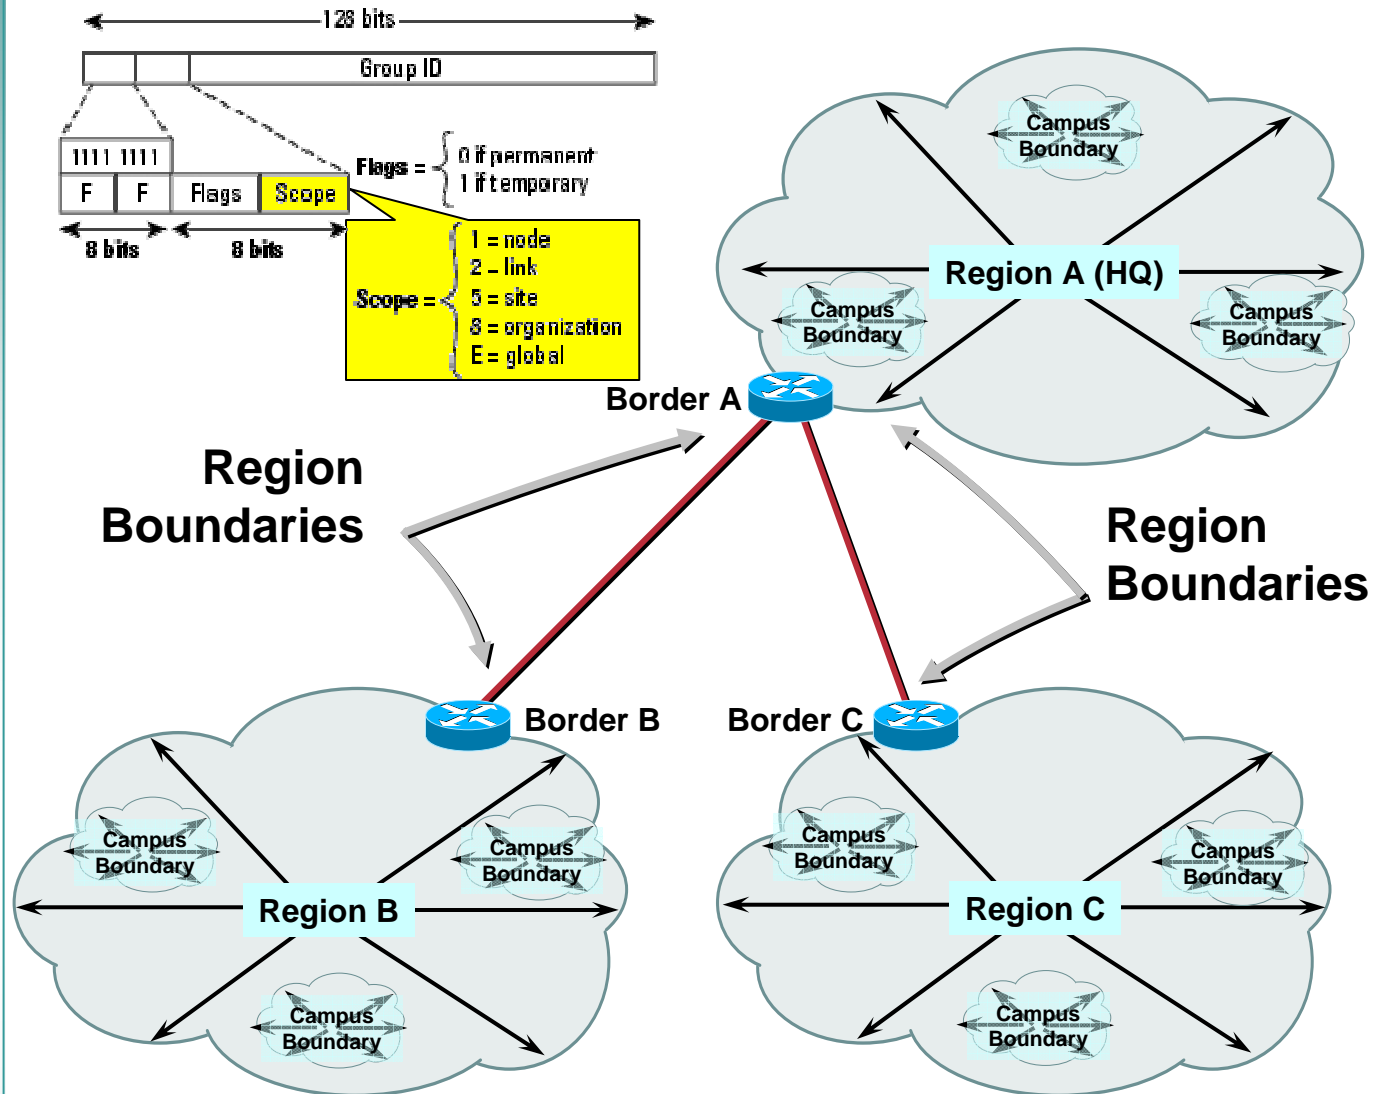 128 bits
Group ID
1111 1111
F F Flags Scope
8 bits 8 bits
Flags =
0 if permanent
1 if temporary
Scope =
1 = node
2 – link
5 = site
8 = organization
E = global
Campus
Boundary
Region A (HQ)
Campus
Boundary
Campus
Boundary
Border A
Region
Boundaries
Region
Boundaries
Border B
Border C
Campus
Boundary
Campus
Boundary
Region B
Campus
Boundary
Campus
Boundary
Campus
Boundary
Region C
Campus
Boundary